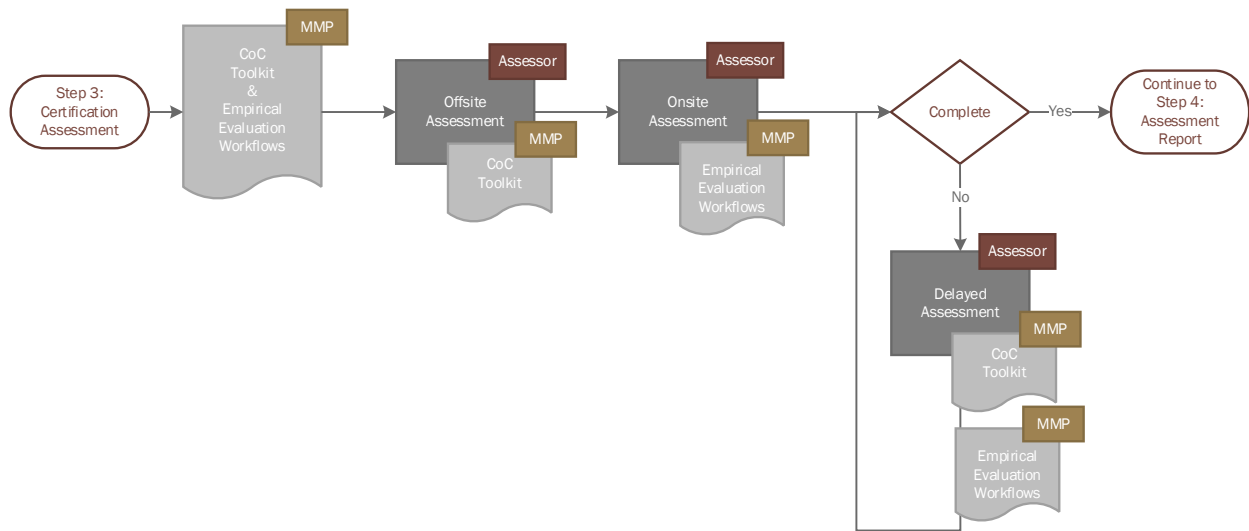 Step 3:
Certification
Assessment
MMP
CoC
Toolkit
&
Empirical
Evaluation
Workflows
Assessor
Offsite
Assessment
MMP
CoC
Toolkit
Assessor
Onsite
Assessment
MMP
Empirical
Evaluation
Workflows
Complete
Yes
Continue to
Step 4:
Assessment
Report
No
Assessor
Delayed
Assessment
MMP
CoC
Toolkit
MMP
Empirical
Evaluation
Workflows